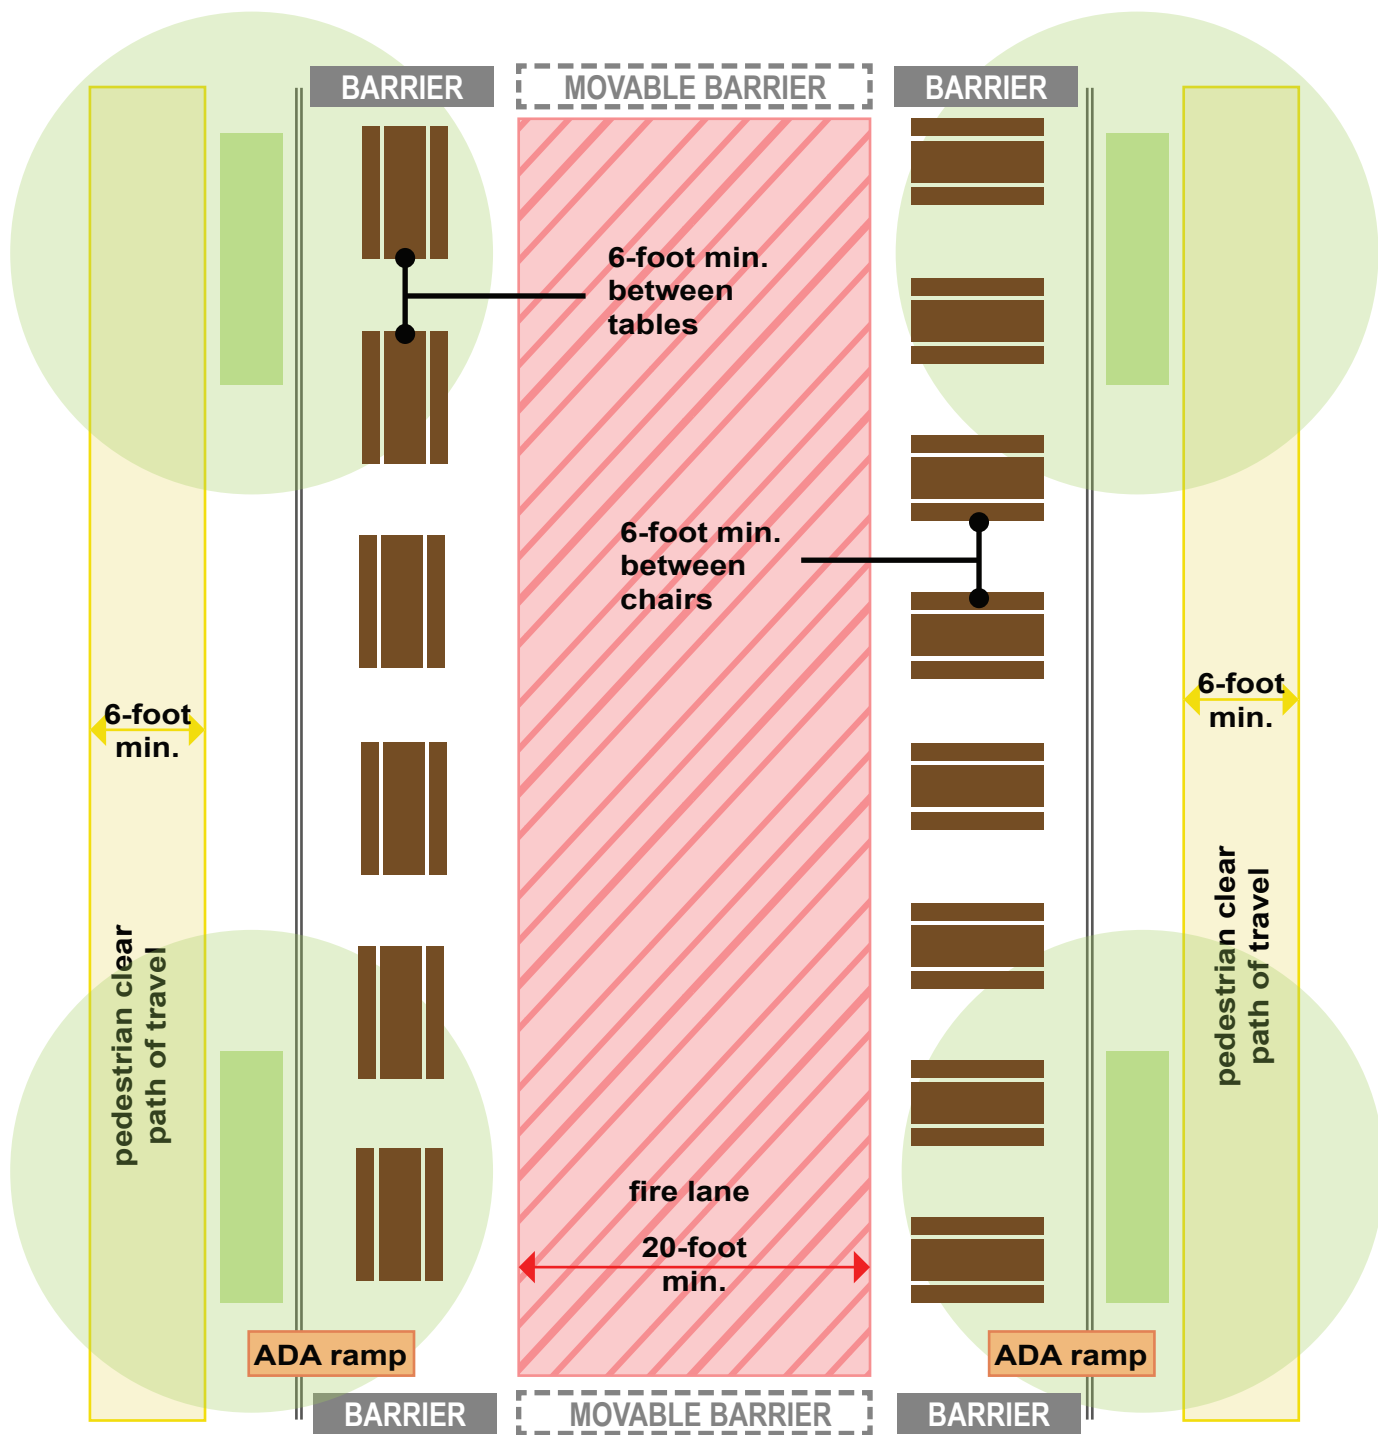 BARRIER
MOVABLE BARRIER
BARRIER
6-foot min.
between
tables
6-foot min.
between
chairs
6-foot
min.
6-foot
min.
pedestrian clear
path of travel
pedestrian clear
path of travel
fire lane
20-foot
min.
ADA ramp
ADA ramp
BARRIER
MOVABLE BARRIER
BARRIER